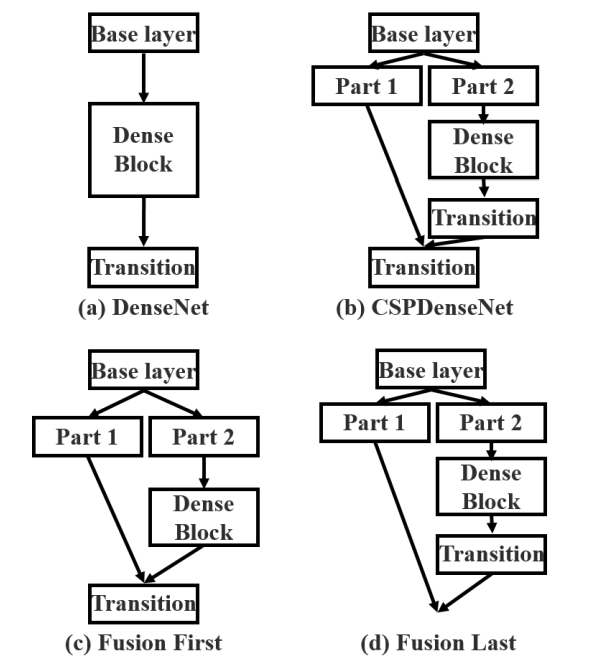 Base layer
Dense
Block
Transition
(a) DenseNet
Base layer
Part 1
Part 2
Dense
Block
Transition
Transition
(b) CSPDenseNet
Base layer
Part 1
Part 2
Dense
Block
Transition
(c) Fusion First
Base layer
Part 1
Part 2
Dense
Block
Transition
(d) Fusion Last